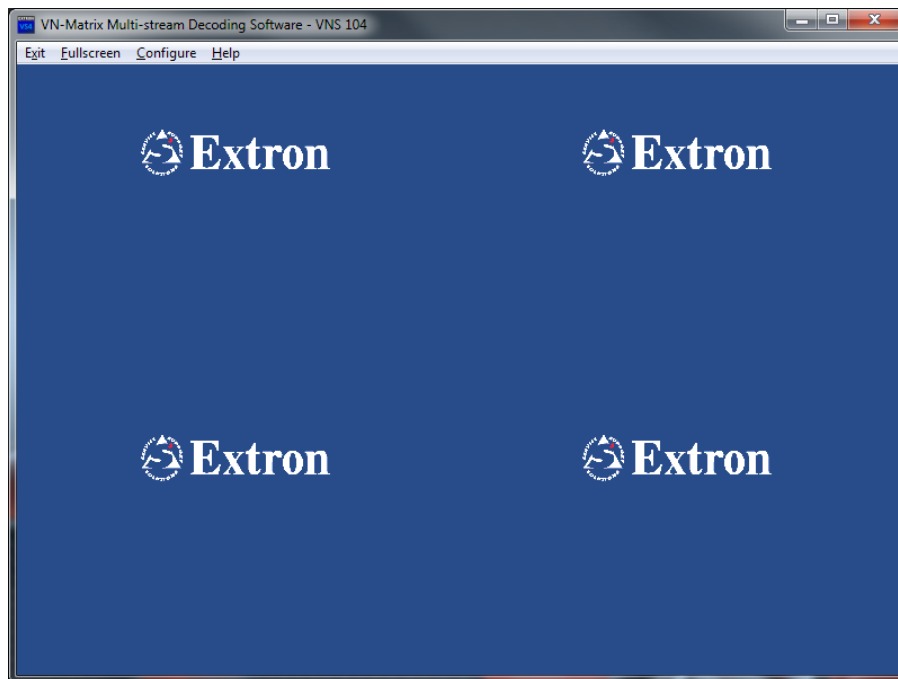 VN-Matrix Multi-stream Decoding Software - VNS 104
Exit Fullscreen Configure Help
Extron Extron
Extron Extron